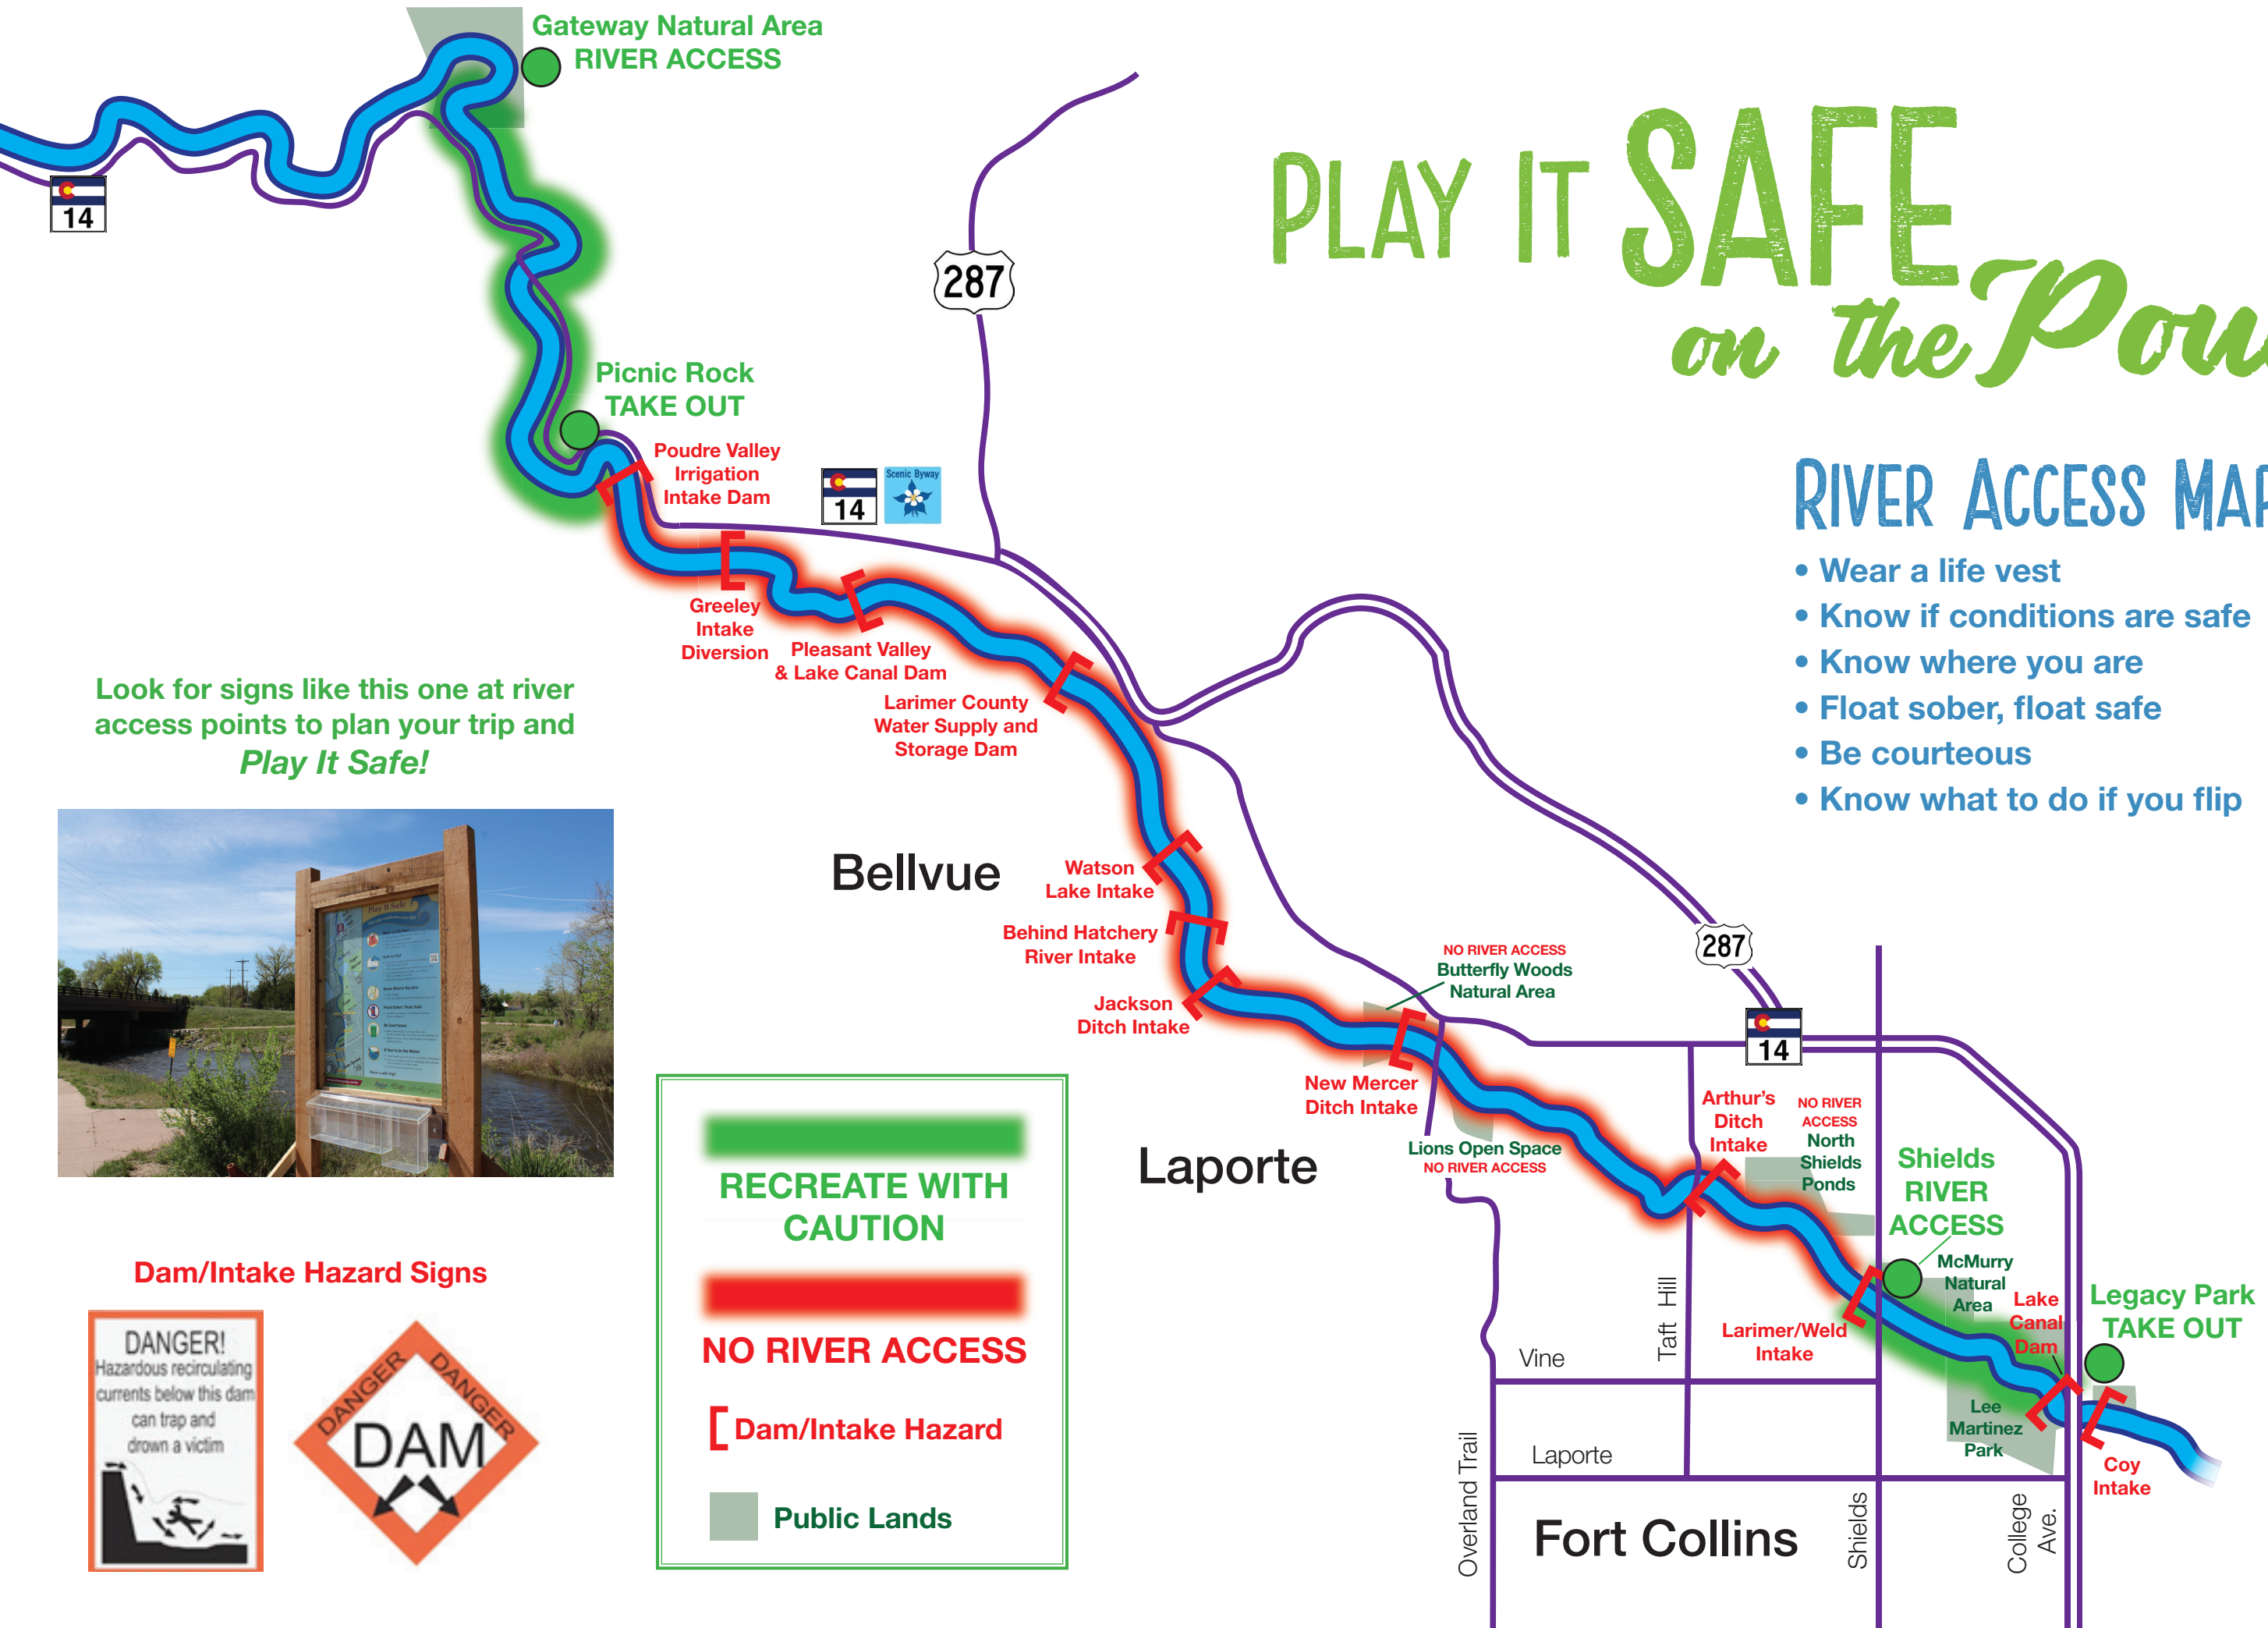 Gateway Natural Area
RIVER ACCESS
14
287
PLAY IT SAFE
on the Pou
Picnic Rock
TAKE OUT
Poudre Valley
Irrigation
Intake Dam
14
Scenic Byway
RIVER ACCESS MAP
• Wear a life vest
• Know if conditions are safe
• Know where you are
• Float sober, float safe
• Be courteous
• Know what to do if you flip
Greeley
Intake
Diversion
Pleasant Valley
& Lake Canal Dam
Larimer County
Water Supply and
Storage Dam
Look for signs like this one at river
access points to plan your trip and
Play It Safe!
Play It Safe
Bellvue
Watson
Lake Intake
Behind Hatchery
River Intake
Jackson
Ditch Intake
NO RIVER ACCESS
Butterfly Woods
Natural Area
287
14
New Mercer
Ditch Intake
Laporte
Lions Open Space
NO RIVER ACCESS
Arthur's
Ditch
Intake
NO RIVER
ACCESS
North
Shields
Ponds
Shields
RIVER
ACCESS
McMurry
Natural
Area
Lake
Canal
Dam
Legacy Park
TAKE OUT
Larimer/Weld
Intake
Taft Hill
Vine
Lee
Martinez
Park
Laporte
Coy
Intake
Overland Trail
Fort Collins
Shields
College
Ave.
RECREATE WITH
CAUTION
NO RIVER ACCESS
Dam/Intake Hazard
Public Lands
Dam/Intake Hazard Signs
DANGER!
Hazardous recirculating
currents below this dam
can trap and
drown a victim
DANGER
DANGER
DAM